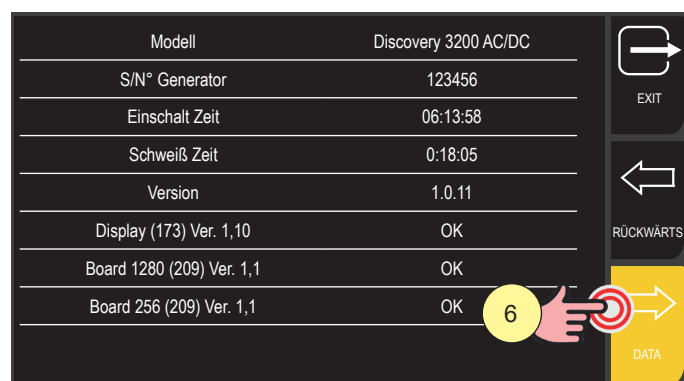 Modell Discovery 3200 AC/DC
S/N° Generator 123456
EXIT
Einschalt Zeit 06:13:58
Schweiß Zeit 0:18:05
Version 1.0.11
Display (173) Ver. 1,10 OK
RÜCKWÄRTS
Board 1280 (209) Ver. 1,1 OK
Board 256 (209) Ver. 1,1 OK
6
DATA